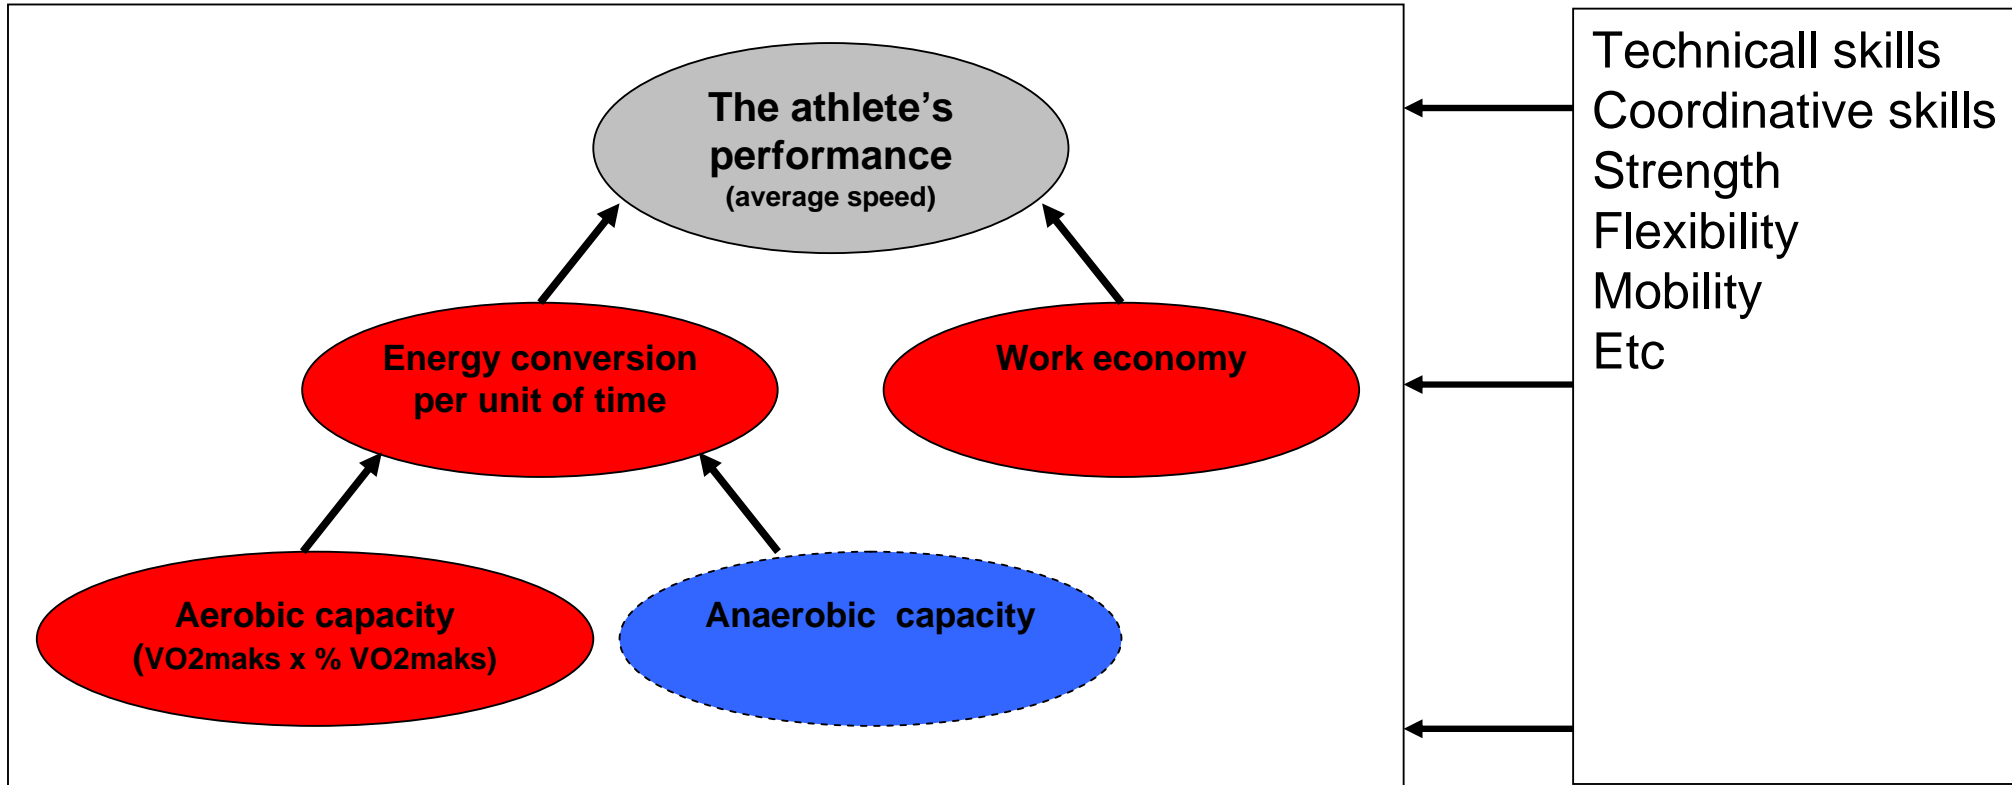 The athlete’s
performance
(average speed)
Energy conversion
per unit of time
Work economy
Aerobic capacity
(VO2maks x % VO2maks)
Anaerobic  capacity
Technicall skills
Coordinative skills
Strength
Flexibility
Mobility
Etc